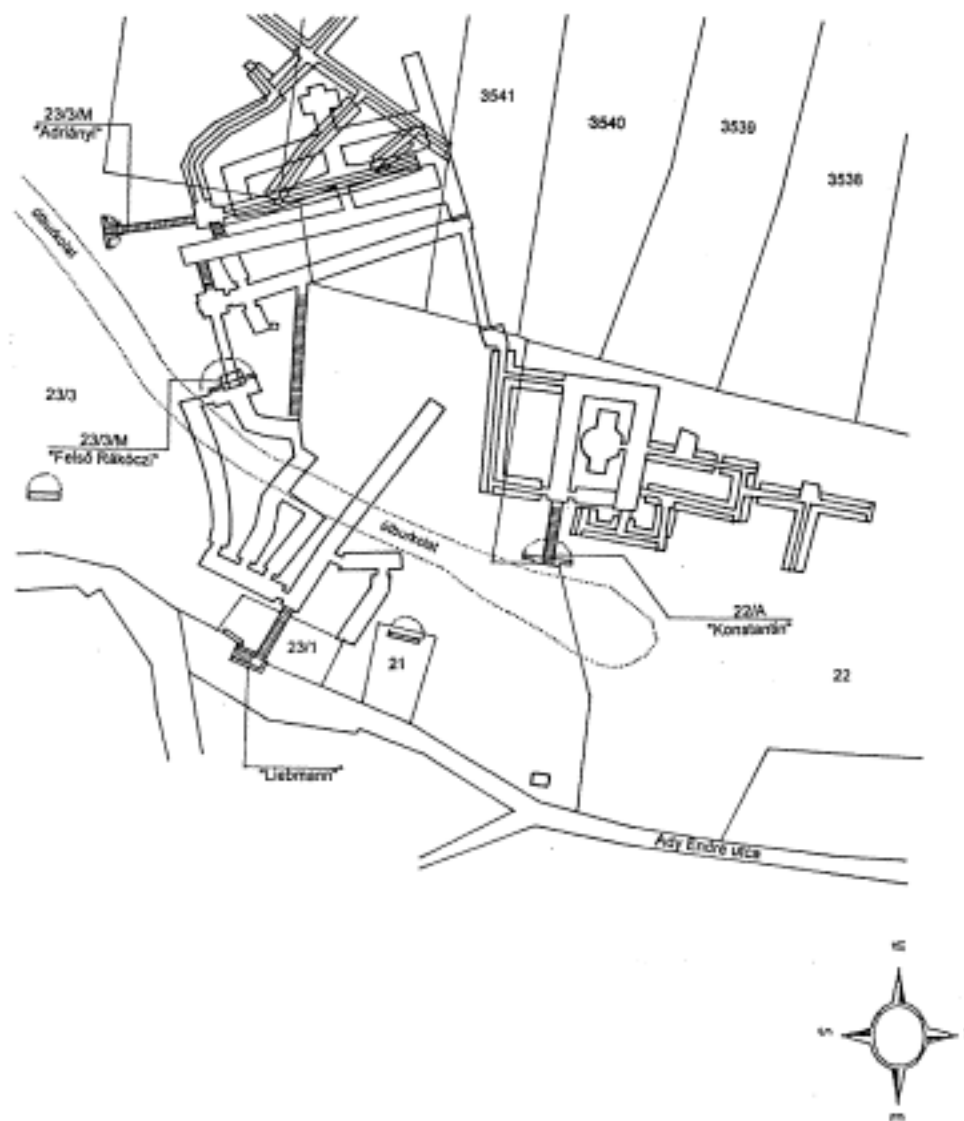 3541
3540
3539
3538
23/3/M
"Adriányi"
útburkolat
23/3
23/3/M
"Felső Rákóczi"
útburkolat
22/A
"Konstantin"
23/1
21
22
"Liebmann"
Ady Endre utca